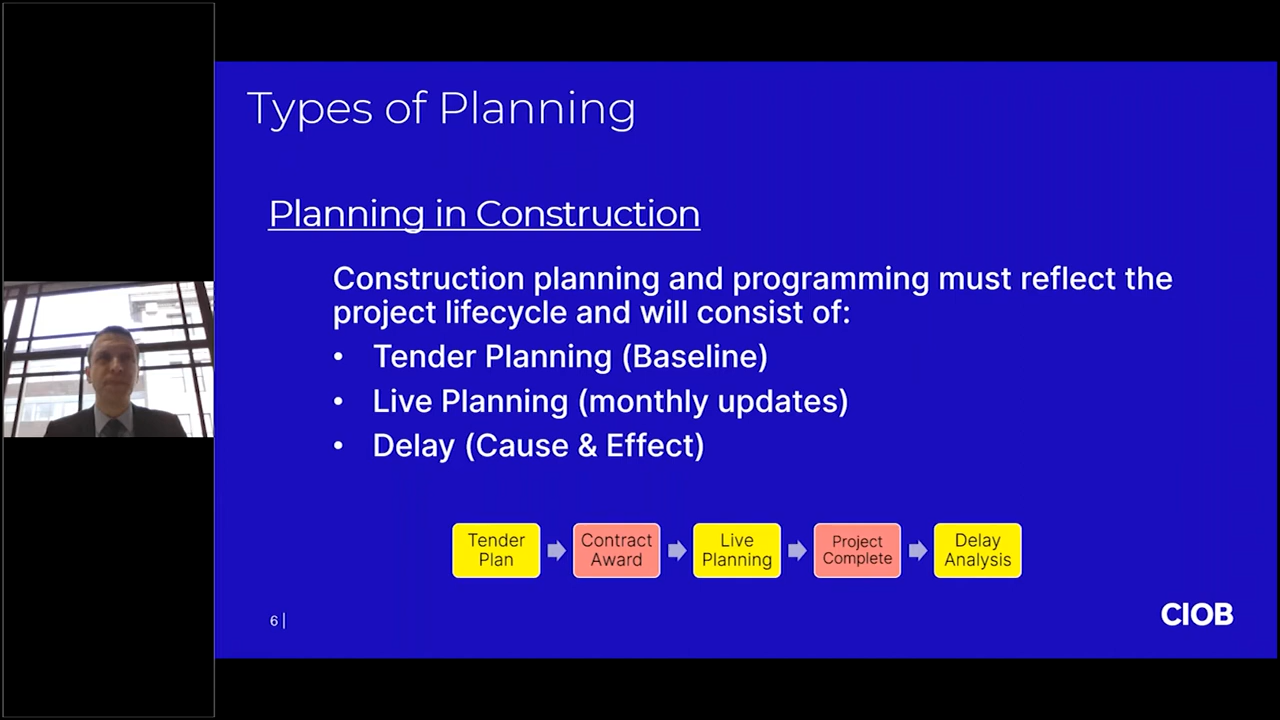 Types of Planning
Planning in Construction
Construction planning and programming must reflect the
project lifecycle and will consist of:
• Tender Planning (Baseline)
• Live Planning (monthly updates)
• Delay (Cause & Effect)
Tender
Plan
Contract
Award
Live
Planning
Project
Complete
Delay
Analysis
6 |
CIOB